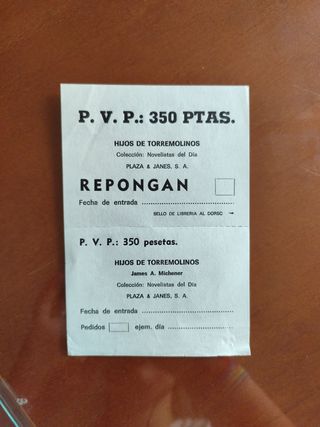 P. V. P.: 350 PTAS.
HIJOS DE TORREMOLINOS
Colección: Novelistas del Día
PLAZA & JANES, S. A.
REPONGAN
Fecha de entrada ..............................
SELLO DE LIBRERIA AL DORSO →
P. V. P.: 350 pesetas.
HIJOS DE TORREMOLINOS
James A. Michener
Colección: Novelistas del Día
PLAZA & JANES, S. A.
Fecha de entrada ..............................
Pedidos ejem. día ......................